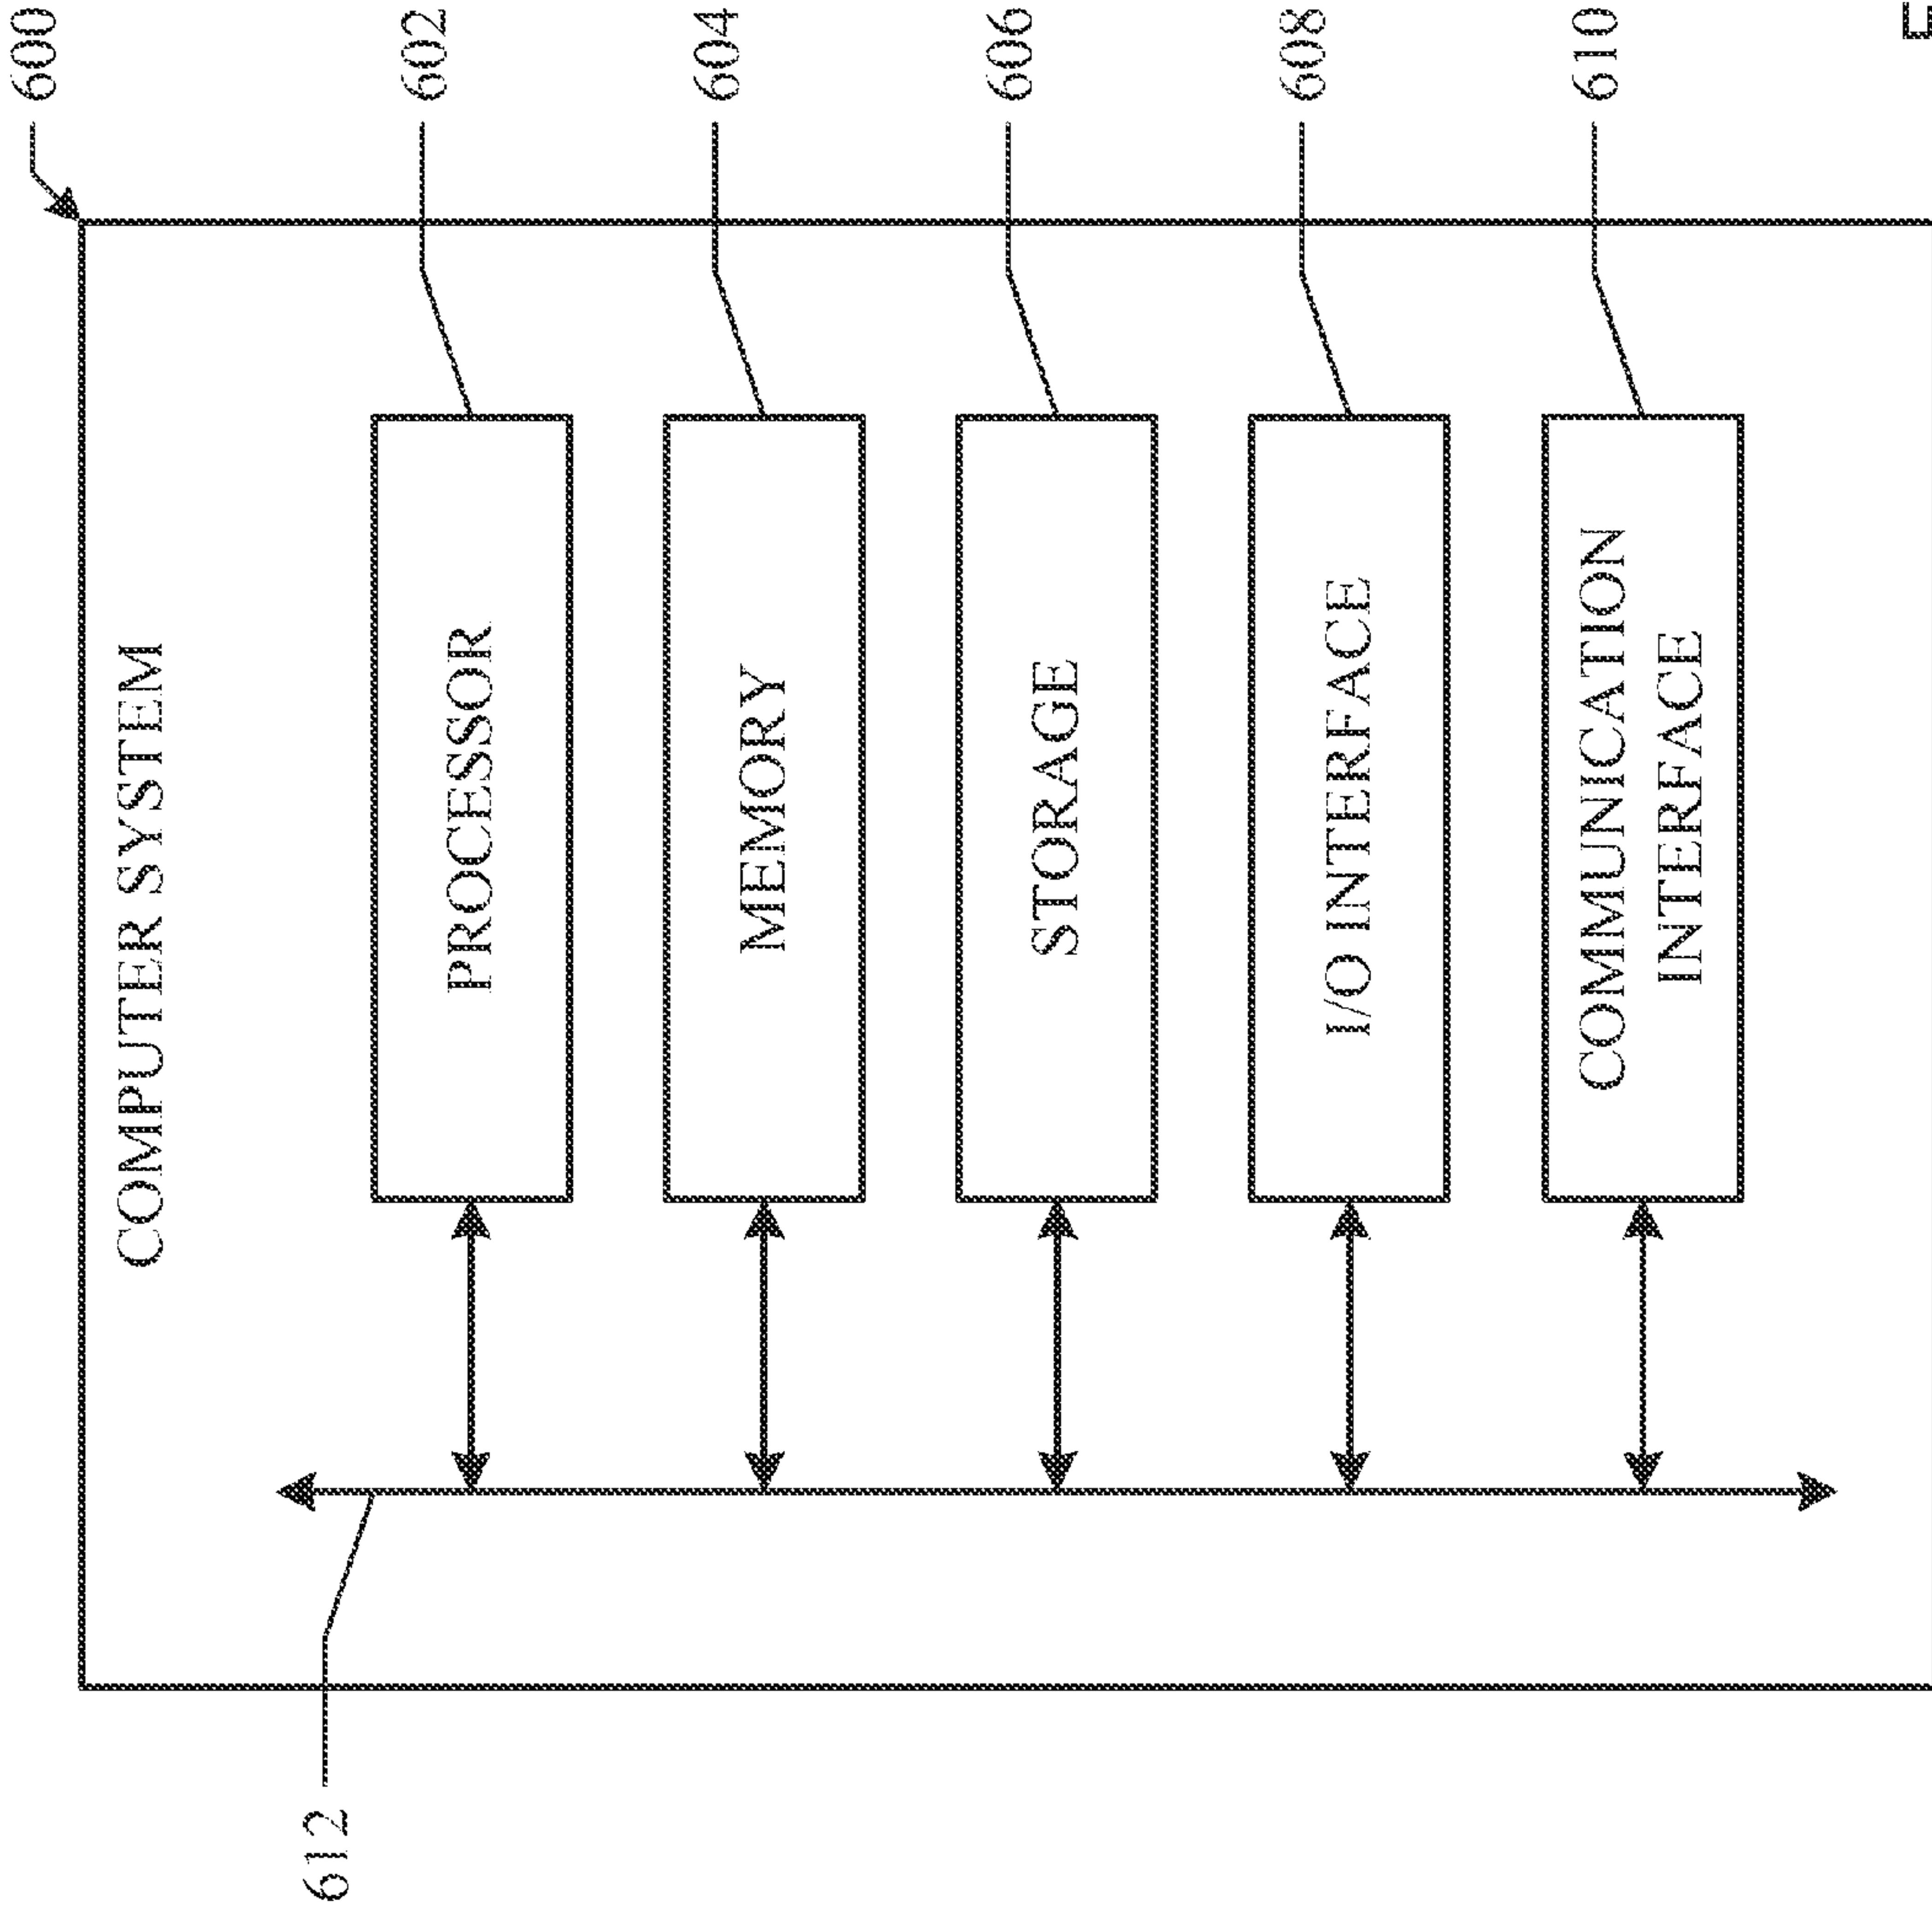 600
COMPUTER SYSTEM
612
PROCESSOR
602
MEMORY
604
STORAGE
606
I/O INTERFACE
608
COMMUNICATION
INTERFACE
610